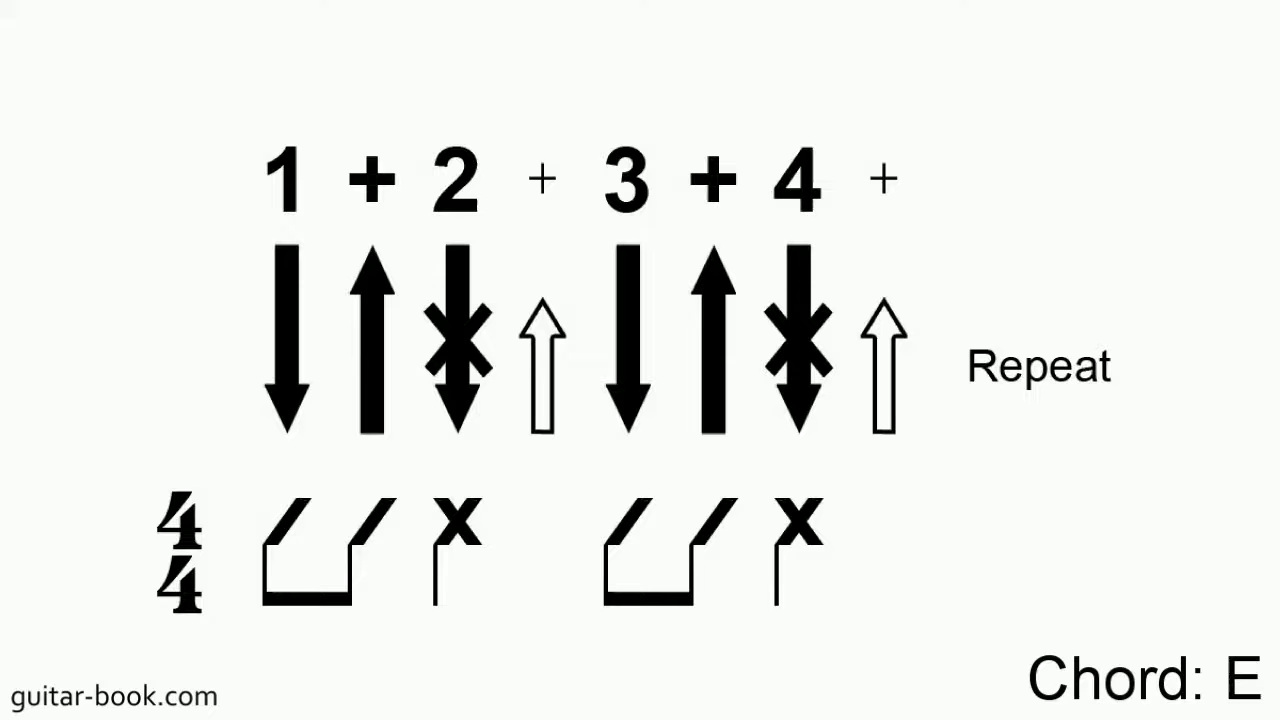 1 + 2 + 3 + 4 +
Repeat
4
4
Chord: E
guitar-book.com